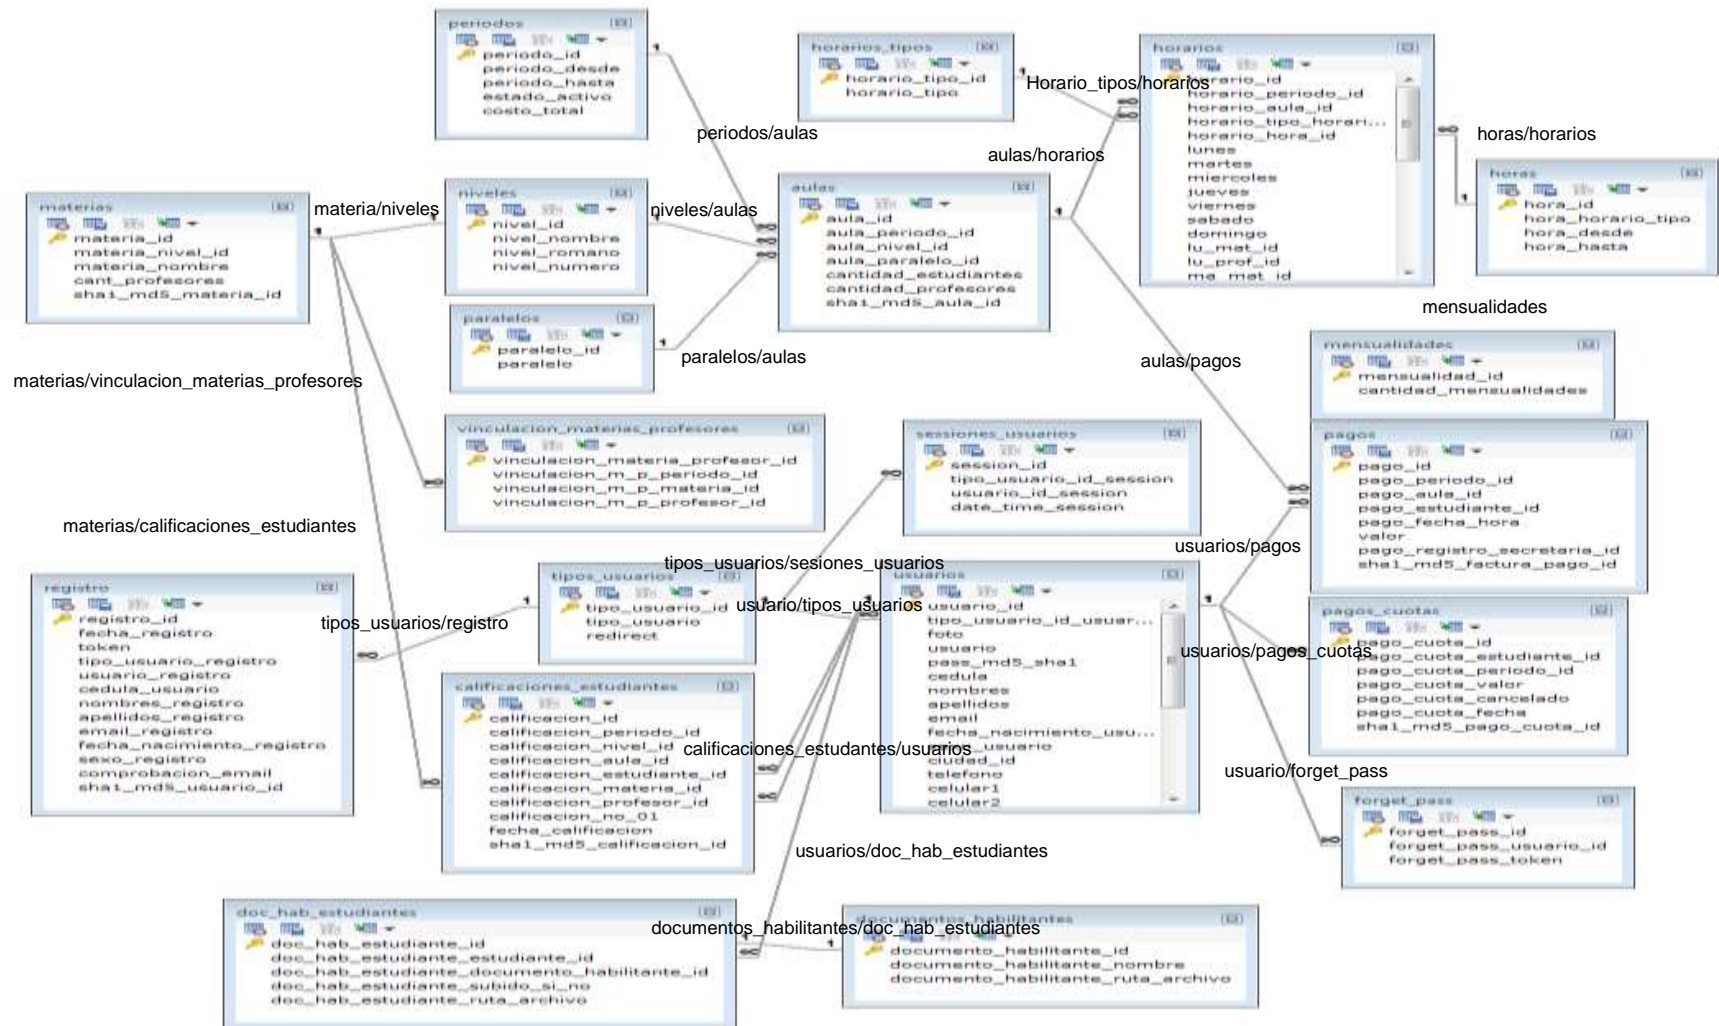 periodos
periodo_id
periodo_desde
periodo_hasta
estado_activo
costo_total
horarios_tipos
horario_tipo_id
horario_tipo
Horario_tipos/horarios
horarios
horario_id
horario_periodo_id
horario_aula_id
horario_tipo_horari...
horario_hora_id
lunes
martes
miercoles
jueves
viernes
sabado
domingo
lu_mat_id
lu_prof_id
ma_mat_id
horas/horarios
horas
hora_id
hora_horario_tipo
hora_desde
hora_hasta
periodos/aulas
aulas/horarios
materias
materia_id
materia_nivel_id
materia_nombre
cant_profesores
sha1_md5_materia_id
materia/niveles
niveles
nivel_id
nivel_nombre
nivel_romano
nivel_numero
niveles/aulas
aulas
aula_id
aula_periodo_id
aula_nivel_id
aula_paralelo_id
cantidad_estudiantes
cantidad_profesores
sha1_md5_aula_id
paralelos
paralelo_id
paralelo
paralelos/aulas
mensualidades
mensualidades
mensualidad_id
cantidad_mensualidades
aulas/pagos
materias/vinculacion_materias_profesores
vinculacion_materias_profesores
vinculacion_materia_profesor_id
vinculacion_m_p_periodo_id
vinculacion_m_p_materia_id
vinculacion_m_p_profesor_id
sessiones_usuarios
session_id
tipo_usuario_id_session
usuario_id_session
date_time_session
pagos
pago_id
pago_periodo_id
pago_aula_id
pago_estudiante_id
pago_fecha_hora
valor
pago_registro_secretaria_id
sha1_md5_factura_pago_id
materias/calificaciones_estudiantes
usuarios/pagos
registro
registro_id
fecha_registro
token
tipo_usuario_registro
usuario_registro
cedula_usuario
nombres_registro
apellidos_registro
email_registro
fecha_nacimiento_registro
sexo_registro
comprobacion_email
sha1_md5_usuario_id
tipos_usuarios/registro
tipos_usuarios
tipo_usuario_id
tipo_usuario
redirect
tipos_usuarios/sesiones_usuarios
usuario/tipos_usuarios
usuarios
usuario_id
tipo_usuario_id_usuar...
foto
usuario
pass_md5_sha1
cedula
nombres
apellidos
email
fecha_nacimiento_usu...
_usuario
ciudad_id
telefono
celular1
celular2
usuarios/pagos_cuotas
pagos_cuotas
pago_cuota_id
pago_cuota_estudiante_id
pago_cuota_periodo_id
pago_cuota_valor
pago_cuota_cancelado
pago_cuota_fecha
sha1_md5_pago_cuota_id
calificaciones_estudiantes
calificacion_id
calificacion_periodo_id
calificacion_nivel_id
calificacion_aula_id
calificacion_estudiante_id
calificacion_materia_id
calificacion_profesor_id
calificacion_no_01
fecha_calificacion
sha1_md5_calificacion_id
calificaciones_estudantes/usuarios
usuario/forget_pass
forget_pass
forget_pass_id
forget_pass_usuario_id
forget_pass_token
usuarios/doc_hab_estudiantes
doc_hab_estudiantes
doc_hab_estudiante_id
doc_hab_estudiante_estudiante_id
doc_hab_estudiante_documento_habilitante_id
doc_hab_estudiante_subido_si_no
doc_hab_estudiante_ruta_archivo
documentos_habilitantes/doc_hab_estudiantes
documentos_habilitantes
documento_habilitante_id
documento_habilitante_nombre
documento_habilitante_ruta_archivo